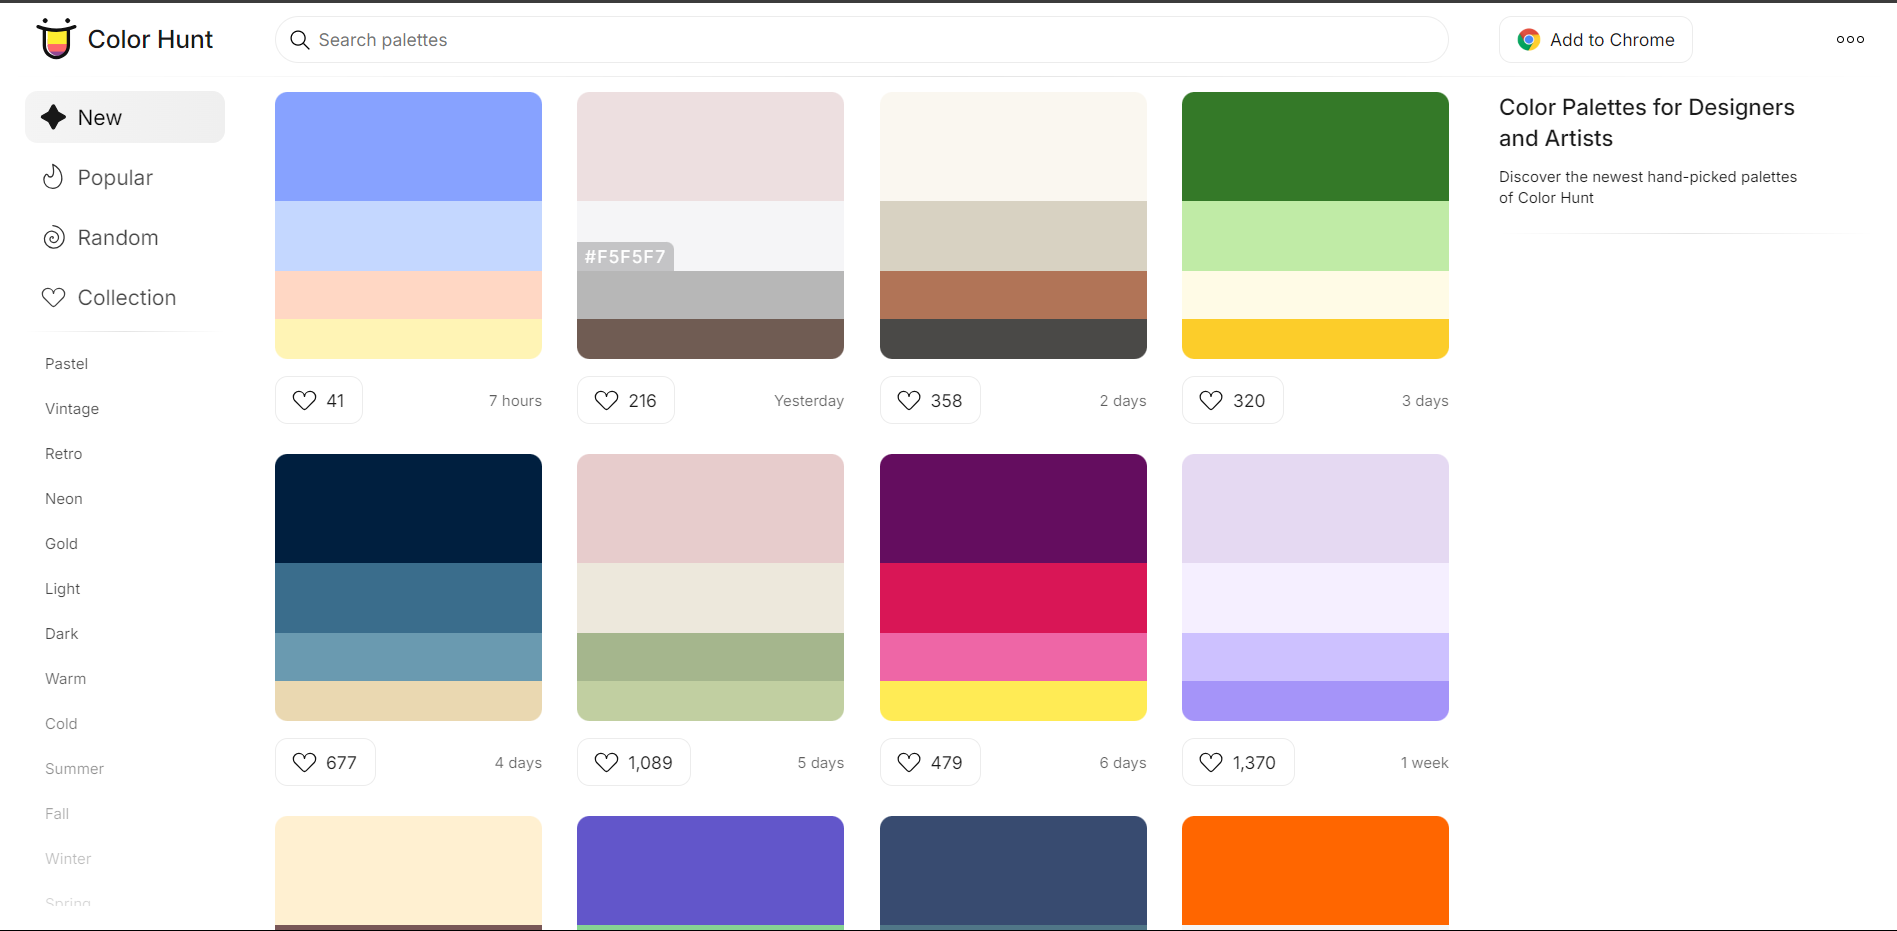 Color Hunt
Search palettes
Add to Chrome
New
Popular
Random
Collection
Pastel
Vintage
Retro
Neon
Gold
Light
Dark
Warm
Cold
Summer
Fall
Winter
Spring
#F5F5F7
41
7 hours
216
Yesterday
358
2 days
320
3 days
677
4 days
1,089
5 days
479
6 days
1,370
1 week
Color Palettes for Designers
and Artists
Discover the newest hand-picked palettes
of Color Hunt